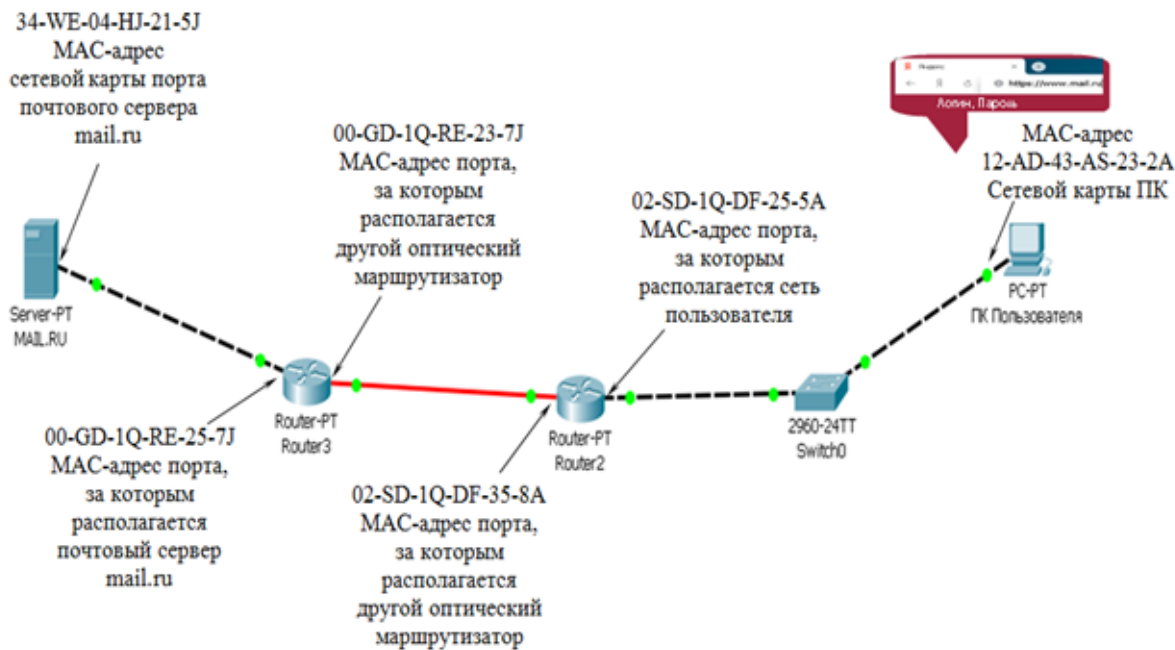 34-WE-04-HJ-21-5J
MAC-адрес
сетевой карты порта
почтового сервера
mail.ru
Яндекс
https://www.mail.ru
Логин, Пароль
00-GD-1Q-RE-23-7J
MAC-адрес порта,
за которым
располагается
другой оптический
маршрутизатор
MAC-адрес
12-AD-43-AS-23-2A
Сетевой карты ПК
02-SD-1Q-DF-25-5A
MAC-адрес порта,
за которым
располагается сеть
пользователя
Server-PT
MAIL.RU
PC-PT
ПК Пользователя
Router-PT
Router3
Router-PT
Router2
2960-24TT
Switch0
00-GD-1Q-RE-25-7J
MAC-адрес порта,
за которым
располагается
почтовый сервер
mail.ru
02-SD-1Q-DF-35-8A
MAC-адрес порта,
за которым
располагается
другой оптический
маршрутизатор